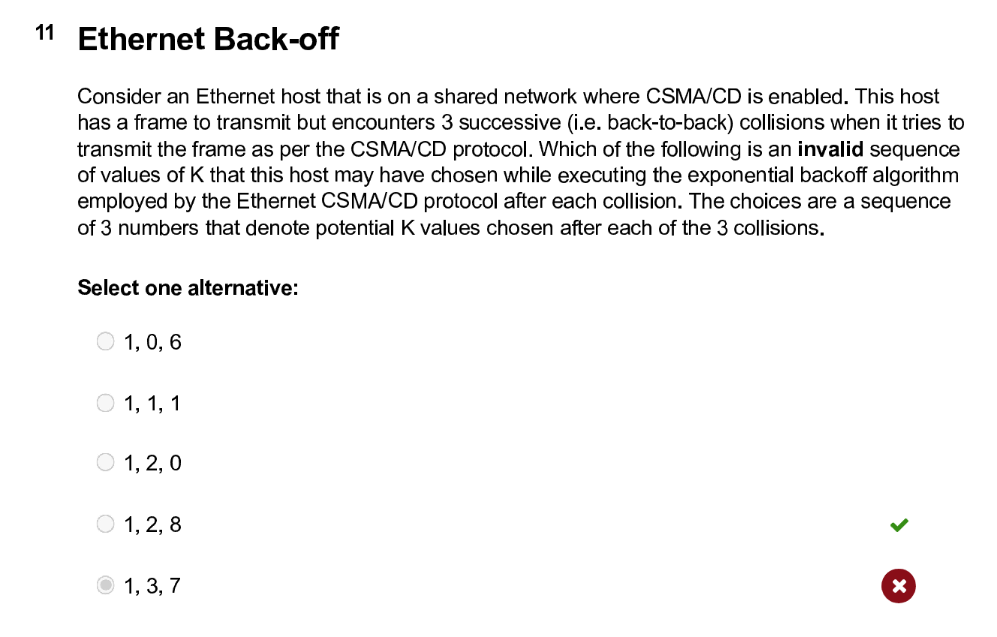 11 Ethernet Back-off
Consider an Ethernet host that is on a shared network where CSMA/CD is enabled. This host
has a frame to transmit but encounters 3 successive (i.e. back-to-back) collisions when it tries to
transmit the frame as per the CSMA/CD protocol. Which of the following is an invalid sequence
of values of K that this host may have chosen while executing the exponential backoff algorithm
employed by the Ethernet CSMA/CD protocol after each collision. The choices are a sequence
of 3 numbers that denote potential K values chosen after each of the 3 collisions.
Select one alternative:
1, 0, 6
1, 1, 1
1, 2, 0
1, 2, 8
1, 3, 7